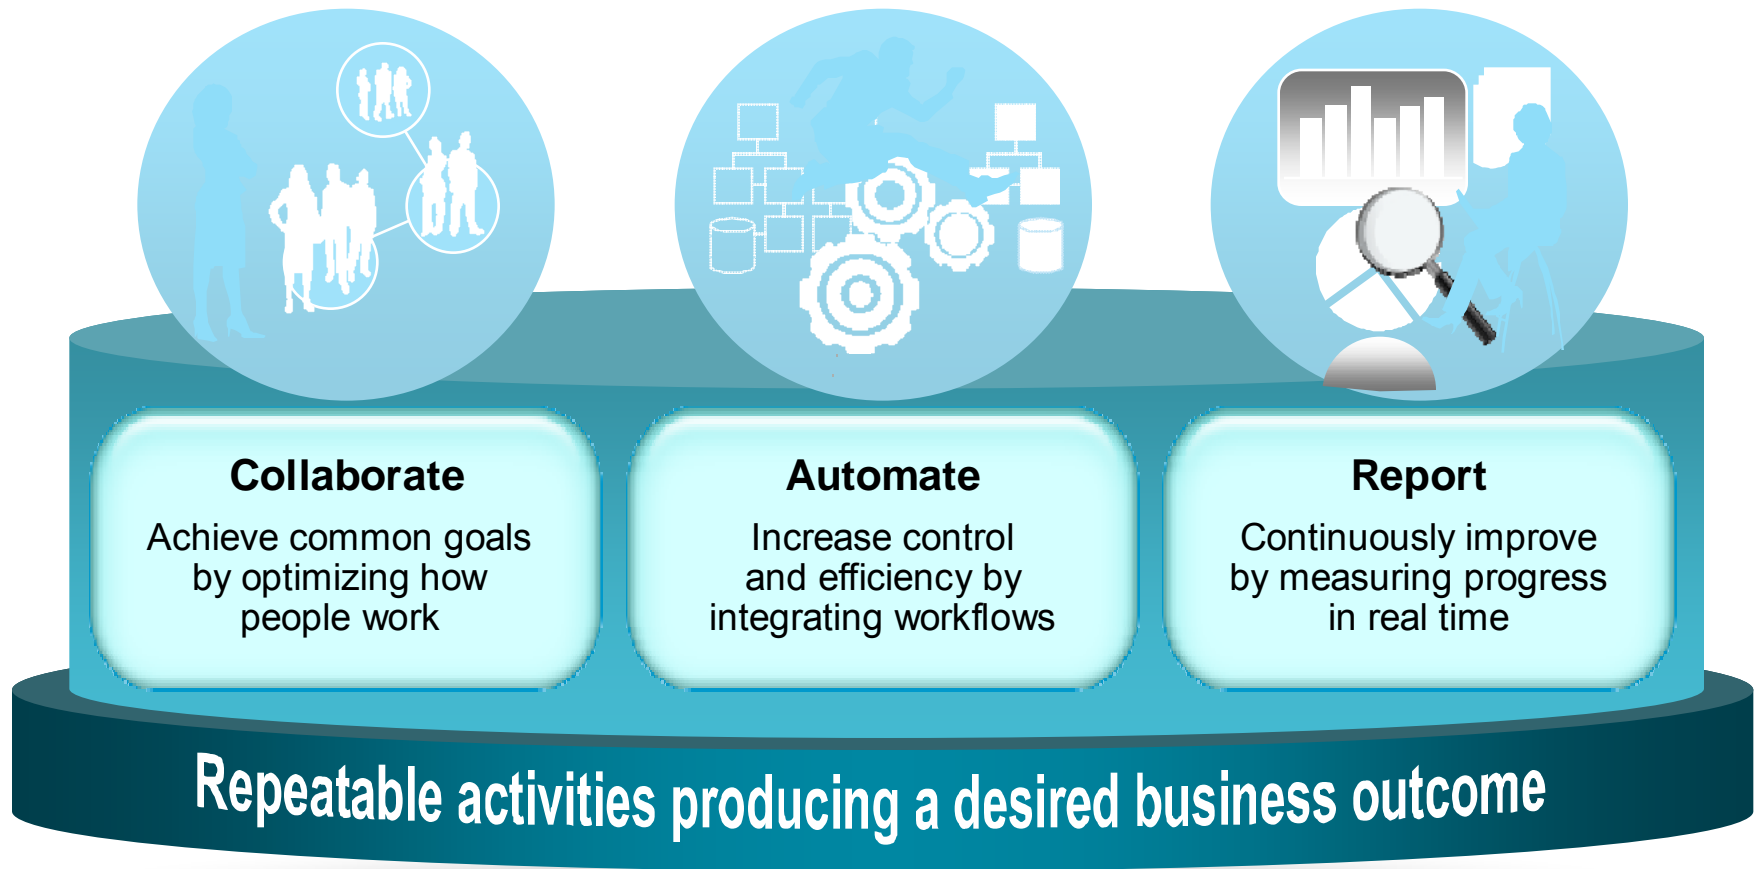 Collaborate
Achieve common goals
by optimizing how
people work
Automate
Increase control
and efficiency by
integrating workflows
Report
Continuously improve
by measuring progress
in real time
Repeatable activities producing a desired business outcome